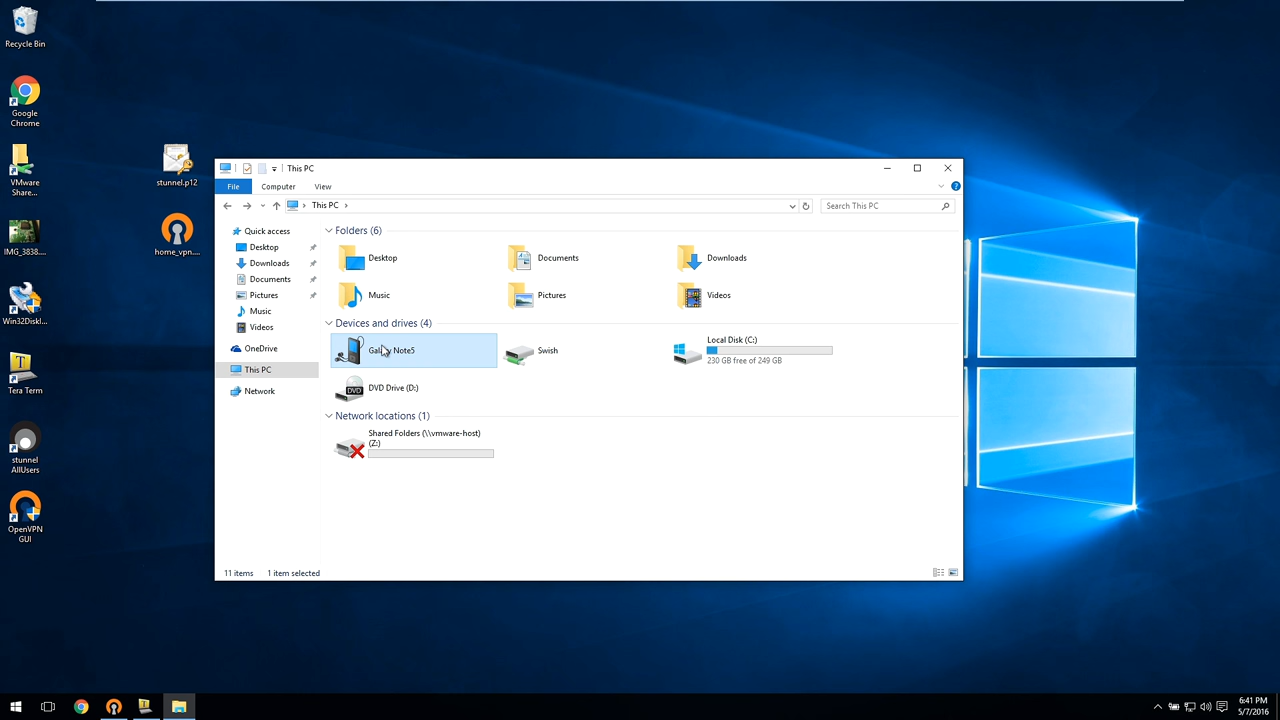 Recycle Bin
Google
Chrome
VMware
Share...
IMG_3838....
Win32DiskI...
Tera Term
stunnel
AllUsers
OpenVPN
GUI
stunnel.p12
home_vpn....
This PC
File
Computer
View
This PC
Search This PC
Quick access
Desktop
Downloads
Documents
Pictures
Music
Videos
OneDrive
This PC
Network
Folders (6)
Desktop
Documents
Downloads
Music
Pictures
Videos
Devices and drives (4)
Galaxy Note5
Swish
Local Disk (C:)
230 GB free of 249 GB
DVD
DVD Drive (D:)
Network locations (1)
Shared Folders (\\vmware-host)
(Z:)
11 items
1 item selected
6:41 PM
5/7/2016